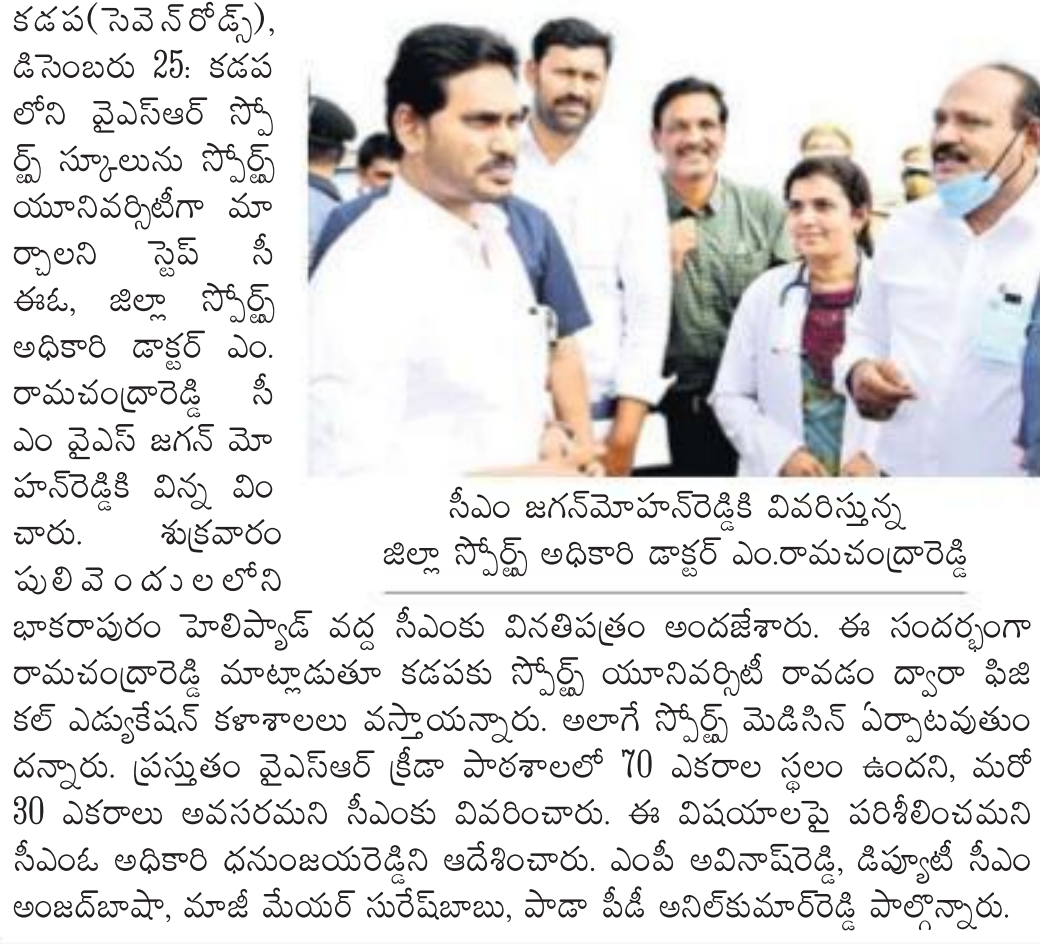 కడప(సెవెన్‌రోడ్స్),
డిసెంబరు 25: కడప
లోని వైఎస్ఆర్ స్పో
ర్ట్స్ స్కూలును స్పోర్ట్స్
యూనివర్సిటీగా మా
ర్చాలని స్టెప్ సీ
ఈఓ, జిల్లా స్పోర్ట్స్
అధికారి డాక్టర్ ఎం.
రామచంద్రారెడ్డి సీ
ఎం వైఎస్ జగన్ మో
హన్‌రెడ్డికి విన్న విం
చారు. శుక్రవారం
పులివెందులలోని
సీఎం జగన్‌మోహన్‌రెడ్డికి వివరిస్తున్న
జిల్లా స్పోర్ట్స్ అధికారి డాక్టర్ ఎం.రామచంద్రారెడ్డి
భాకరాపురం హెలిప్యాడ్ వద్ద సీఎంకు వినతిపత్రం అందజేశారు. ఈ సందర్భంగా
రామచంద్రారెడ్డి మాట్లాడుతూ కడపకు స్పోర్ట్స్ యూనివర్సిటీ రావడం ద్వారా ఫిజి
కల్ ఎడ్యుకేషన్ కళాశాలలు వస్తాయన్నారు. అలాగే స్పోర్ట్స్ మెడిసిన్ ఏర్పాటవుతుం
దన్నారు. ప్రస్తుతం వైఎస్ఆర్ క్రీడా పాఠశాలలో 70 ఎకరాల స్థలం ఉందని, మరో
30 ఎకరాలు అవసరమని సీఎంకు వివరించారు. ఈ విషయాలపై పరిశీలించమని
సీఎంఓ అధికారి ధనుంజయరెడ్డిని ఆదేశించారు. ఎంపీ అవినాష్‌రెడ్డి, డిప్యూటీ సీఎం
అంజద్‌బాషా, మాజీ మేయర్ సురేష్‌బాబు, పాడా పీడీ అనిల్‌కుమార్‌రెడ్డి పాల్గొన్నారు.